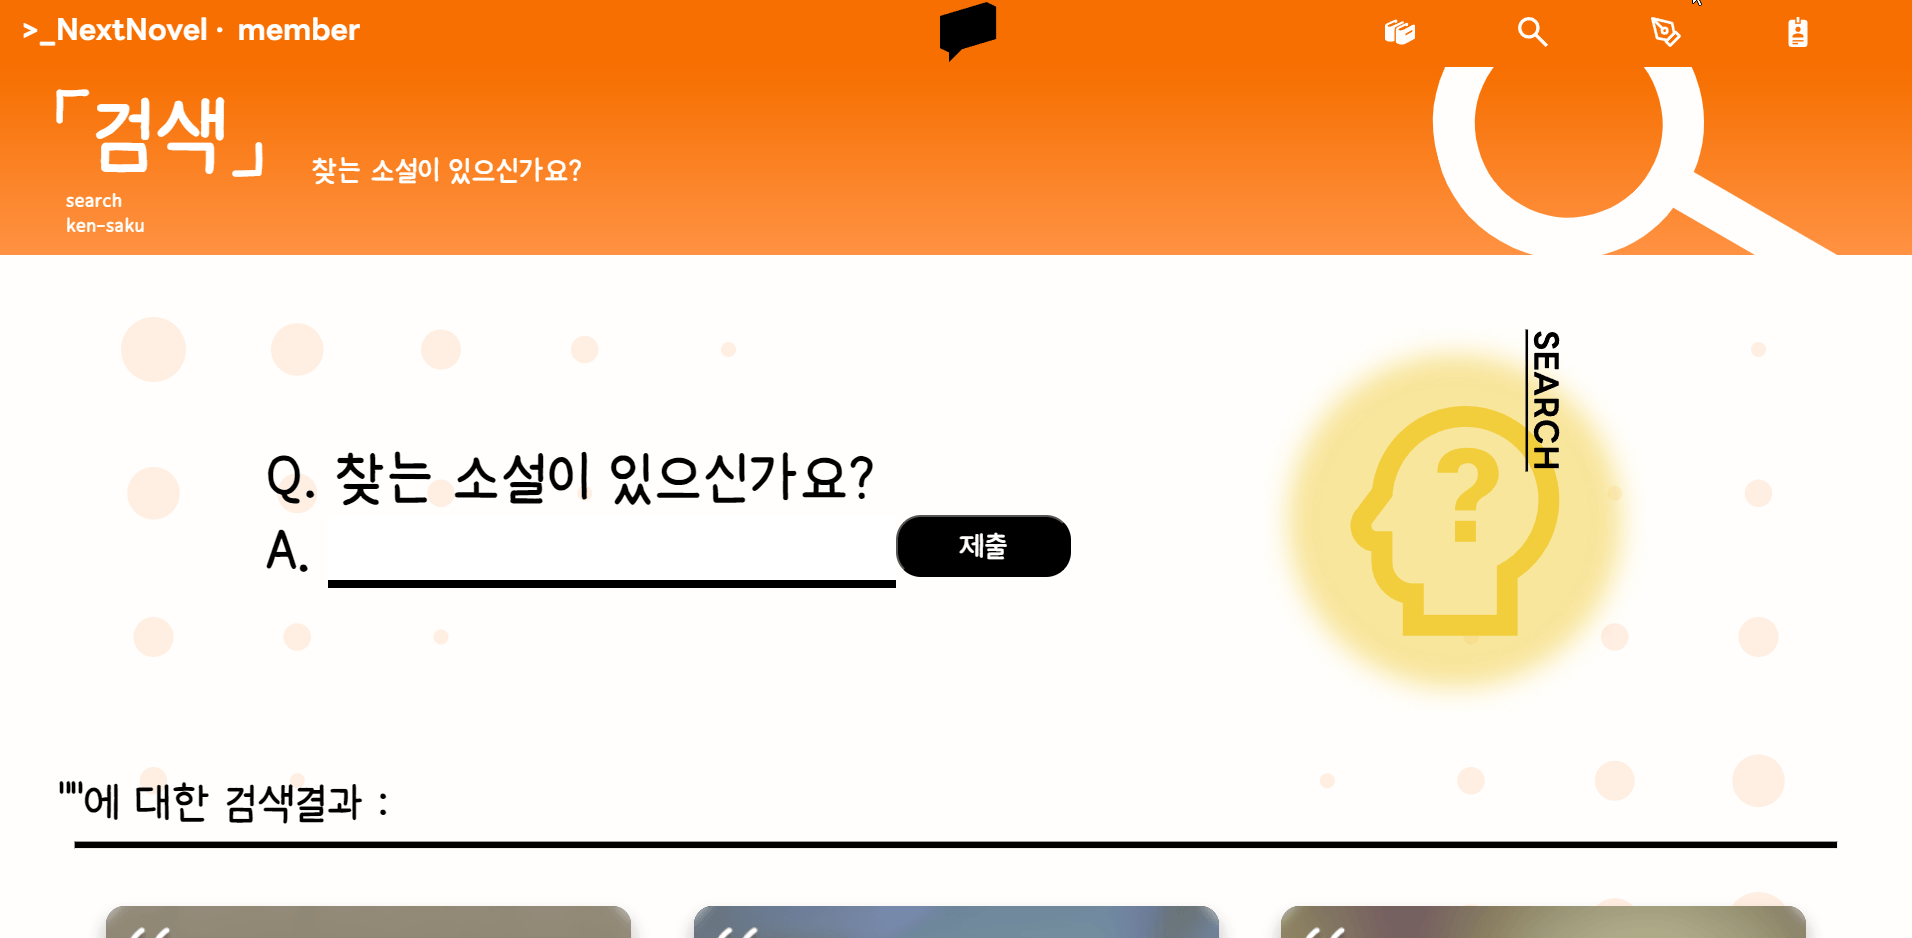 >_NextNovel · member
「검색」
찾는 소설이 있으신가요?
search
ken-saku
SEARCH
?
Q. 찾는 소설이 있으신가요?
A.
제출
""에 대한 검색결과 :
“
“
“